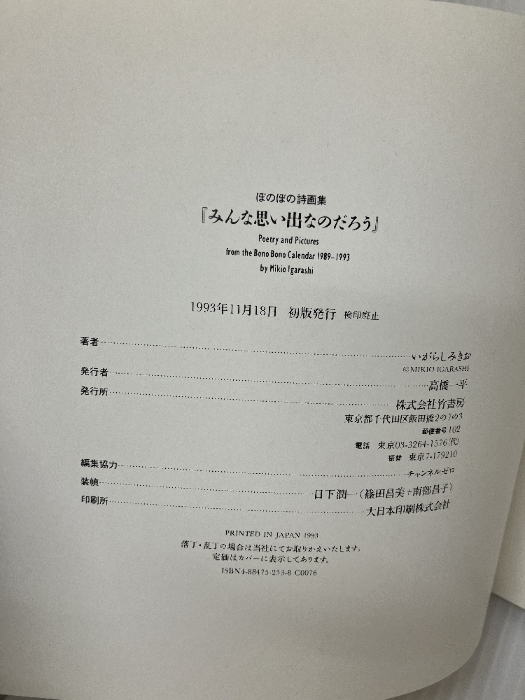 ぼのぼの詩画集
『みんな思い出なのだろう』
Poetry and Pictures
from the Bono Bono Calendar 1989–1993
by Mikio Igarashi
1993年11月18日 初版発行 検印廃止
著者 いがらしみきお
©MIKIO IGARASHI
発行者 高橋一平
発行所 株式会社竹書房
東京都千代田区飯田橋2の7の3
郵便番号102
電話 東京03-3264-1576(代)
振替 東京7-179210
編集協力 チャンネルゼロ
装幀 日下潤一(篠田昌美+南部昌子)
印刷所 大日本印刷株式会社
PRINTED IN JAPAN 1993
落丁・乱丁の場合は当社にてお取りかえいたします。
定価はカバーに表示してあります。
ISBN4-88475-253-8 C0076